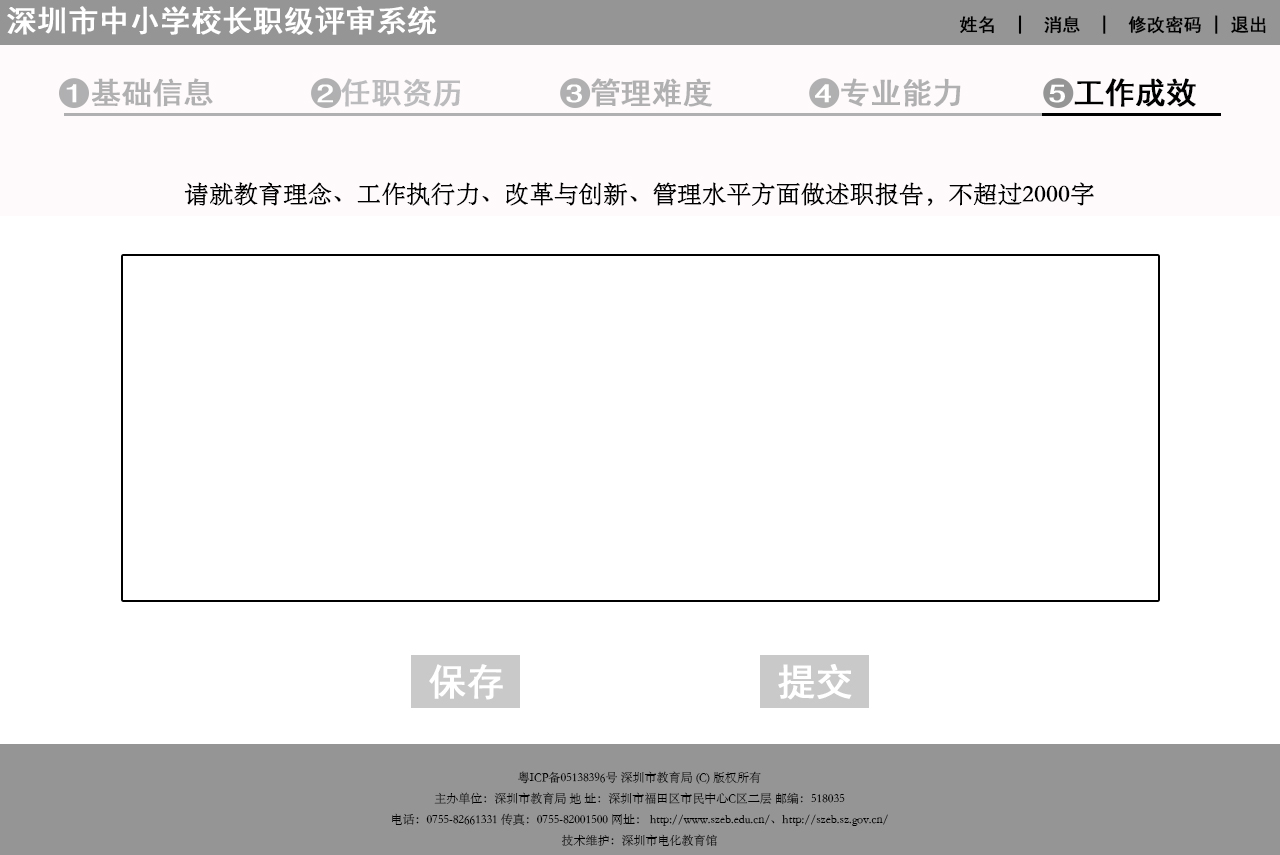 深圳市中小学校长职级评审系统 姓名 | 消息 | 修改密码 | 退出
❶基础信息 ❷任职资历 ❸管理难度 ❹专业能力 ❺工作成效
请就教育理念、工作执行力、改革与创新、管理水平方面做述职报告，不超过2000字
保存 提交
粤ICP备05138396号 深圳市教育局 (C) 版权所有
主办单位：深圳市教育局 地 址：深圳市福田区市民中心C区二层 邮编：518035
电话：0755-82661331 传真：0755-82001500 网址： http://www.szeb.edu.cn/、http://szeb.sz.gov.cn/
技术维护：深圳市电化教育馆